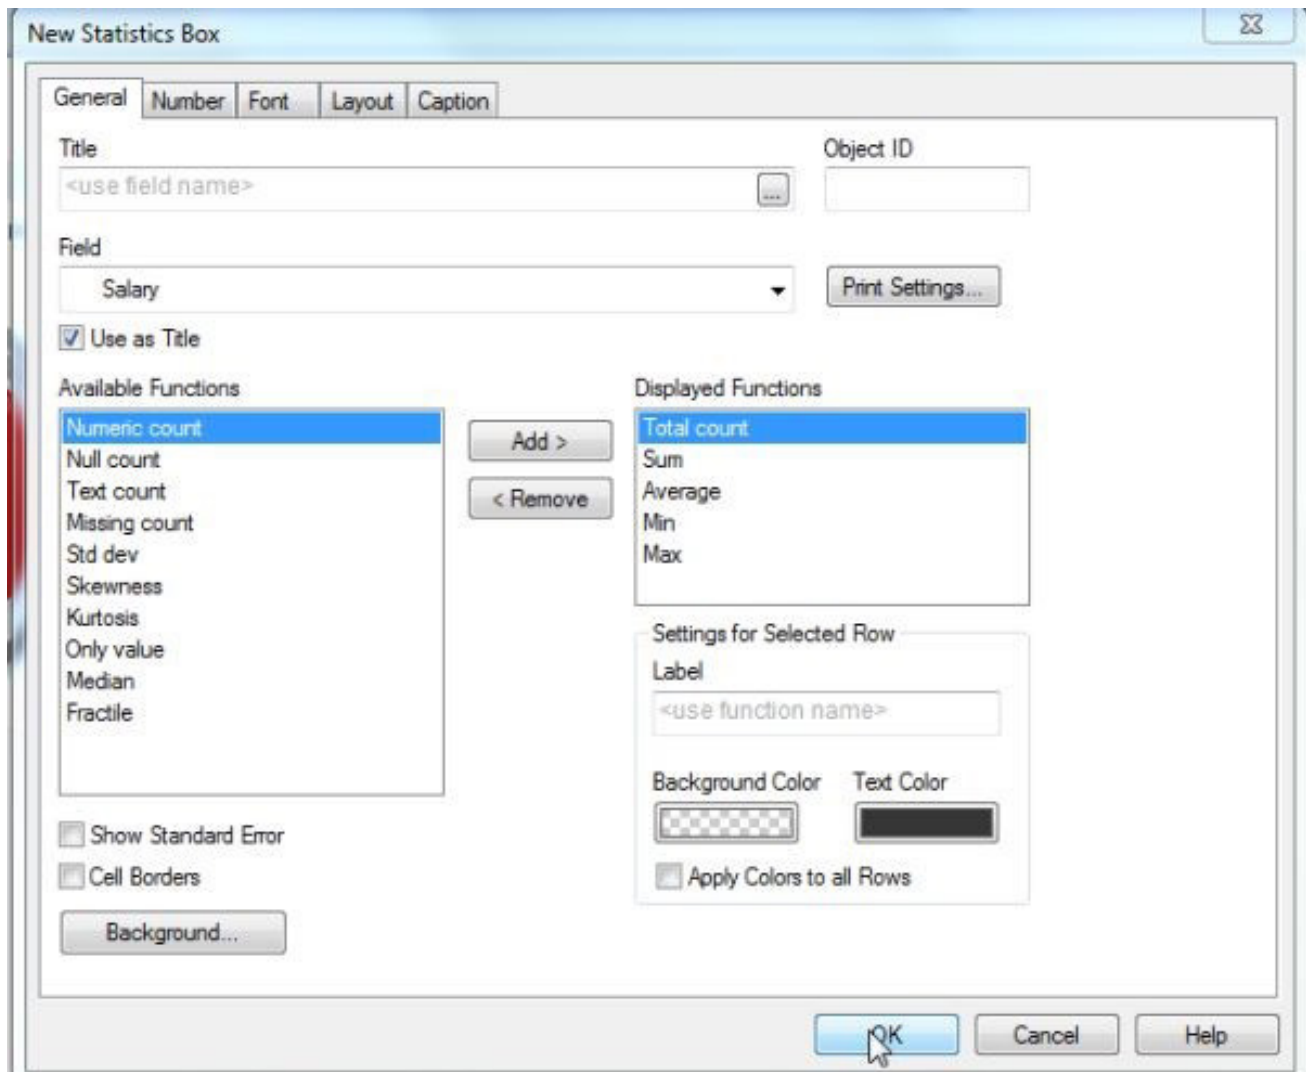 New Statistics Box
General Number Font Layout Caption
Title
Object ID
<use field name>
...
Field
Salary
Print Settings...
Use as Title
Available Functions
Displayed Functions
Numeric count
Null count
Text count
Missing count
Std dev
Skewness
Kurtosis
Only value
Median
Fractile
Add >
< Remove
Total count
Sum
Average
Min
Max
Settings for Selected Row
Label
<use function name>
Background Color Text Color
Apply Colors to all Rows
Show Standard Error
Cell Borders
Background...
OK Cancel Help